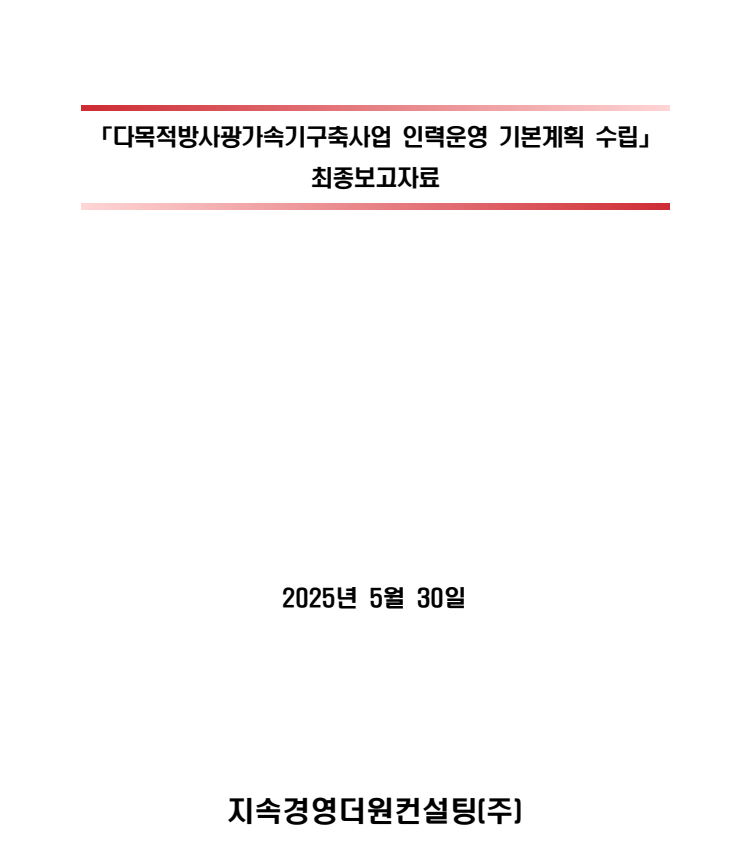 「다목적방사광가속기구축사업 인력운영 기본계획 수립」
최종보고자료
2025년 5월 30일
지속경영더원컨설팅(주)